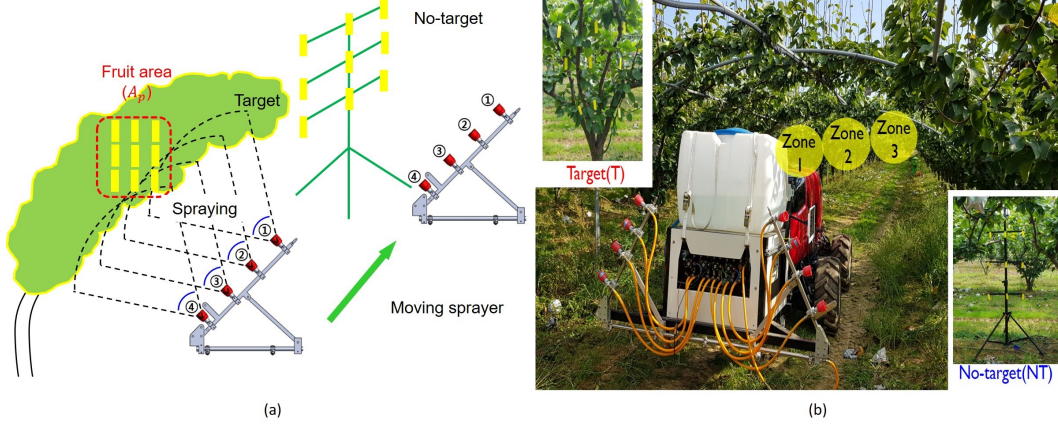 No-target
Fruit area
(A_p)
Target
①
②
③
④
Spraying
①
②
③
④
Moving sprayer
(a)
Target(T)
Zone
1
Zone
2
Zone
3
No-target(NT)
(b)